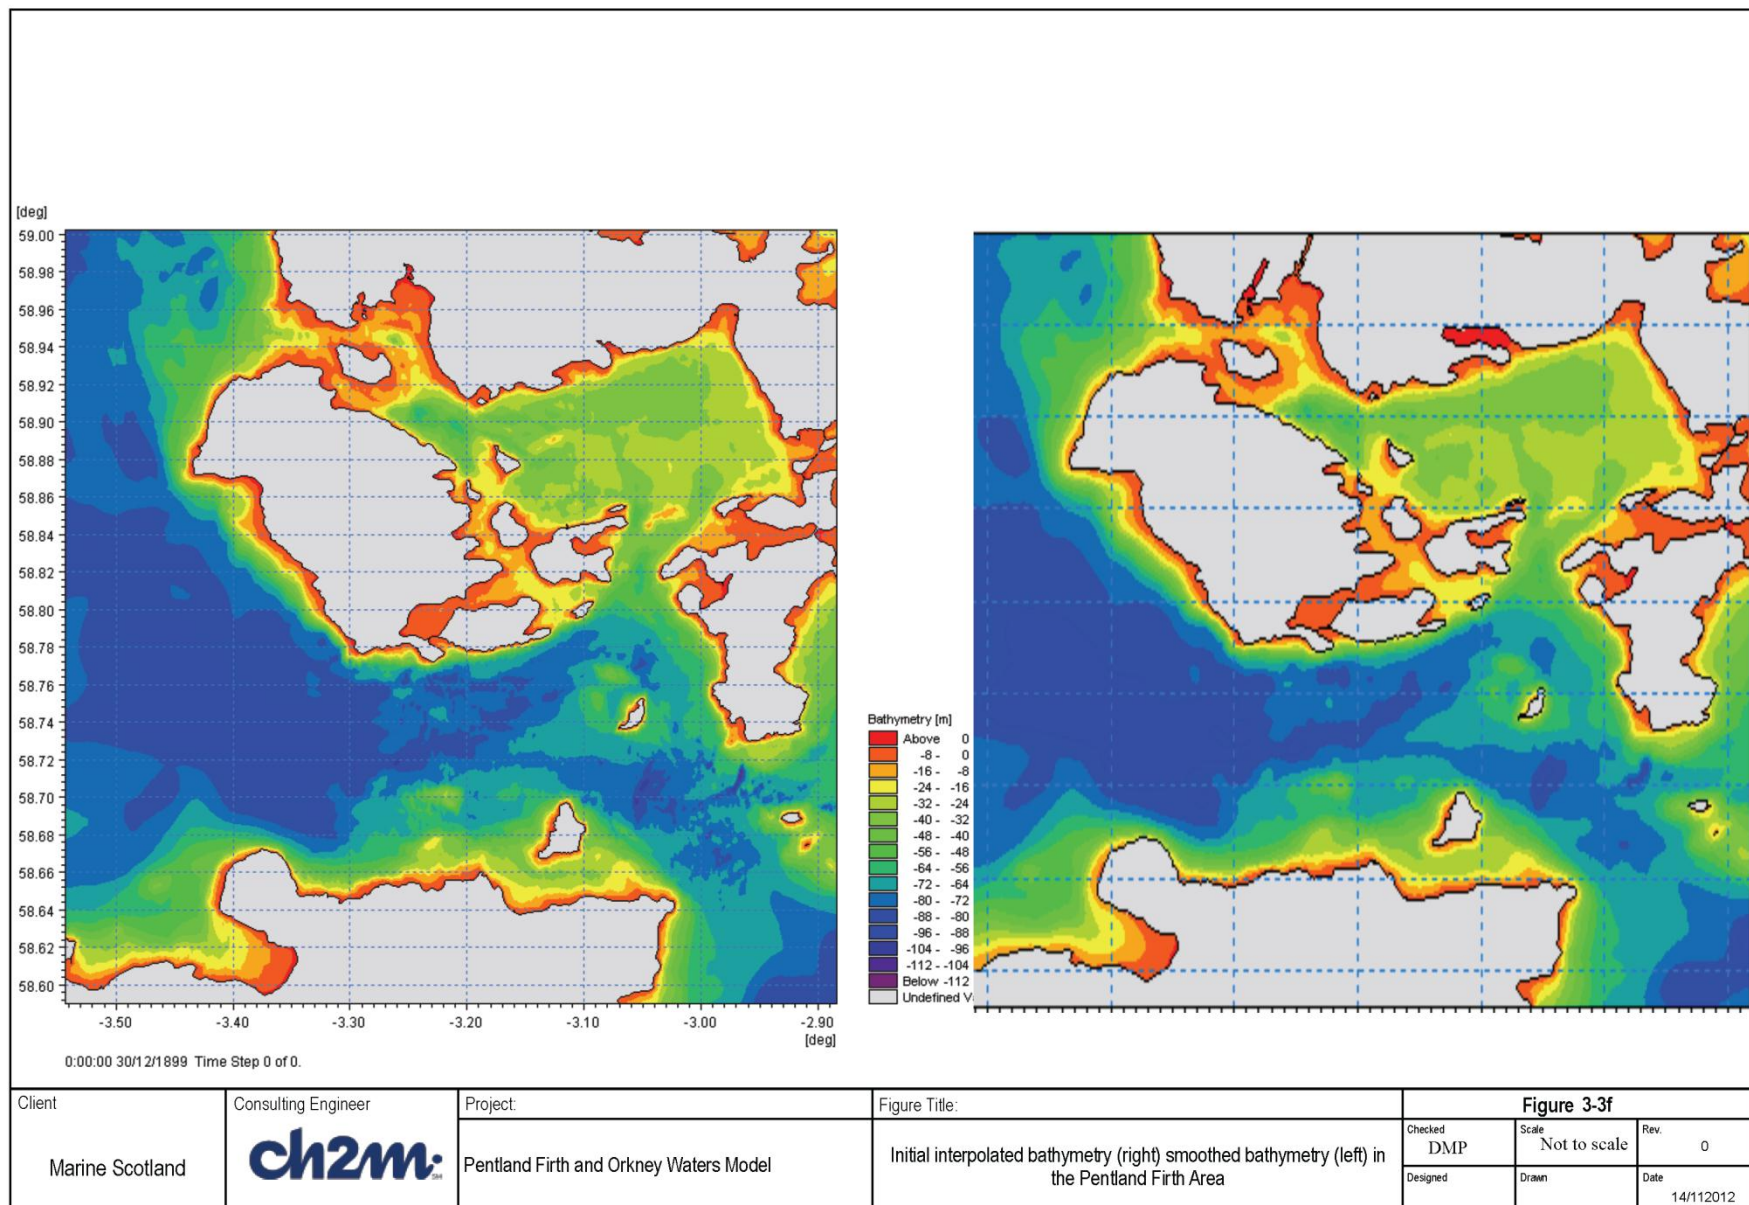 [deg]
59.00
58.98
58.96
58.94
58.92
58.90
58.88
58.86
58.84
58.82
58.80
58.78
58.76
58.74
58.72
58.70
58.68
58.66
58.64
58.62
58.60
-3.50 -3.40 -3.30 -3.20 -3.10 -3.00 -2.90
[deg]
0:00:00 30/12/1899 Time Step 0 of 0.
Bathymetry [m]
Above 0
-8 - 0
-16 - -8
-24 - -16
-32 - -24
-40 - -32
-48 - -40
-56 - -48
-64 - -56
-72 - -64
-80 - -72
-88 - -80
-96 - -88
-104 - -96
-112 - -104
Below -112
Undefined V
Client
Marine Scotland
Consulting Engineer
ch2m:
Project:
Pentland Firth and Orkney Waters Model
Figure Title:
Initial interpolated bathymetry (right) smoothed bathymetry (left) in
the Pentland Firth Area
Figure 3-3f
Checked
DMP
Scale
Not to scale
Rev.
0
Designed
Drawn
Date
14/112012